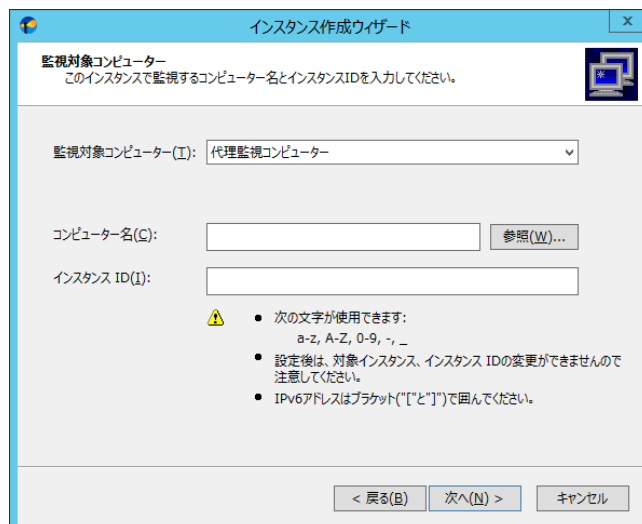 インスタンス作成ウィザード
x
監視対象コンピューター
このインスタンスで監視するコンピューター名とインスタンスIDを入力してください。
監視対象コンピューター(T): 代理監視コンピューター
コンピューター名(C): 参照(W)...
インスタンス ID(I):
● 次の文字が使用できます:
a-z, A-Z, 0-9, -, _
● 設定後は、対象インスタンス、インスタンス IDの変更ができませんので
注意してください。
● IPv6アドレスはブラケット("["と"]")で囲んでください。
< 戻る(B) 次へ(N) > キャンセル